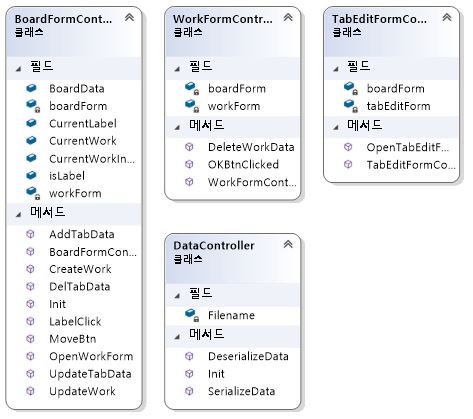 BoardFormCont...
클래스
필드
BoardData
boardForm
CurrentLabel
CurrentWork
CurrentWorkIn...
isLabel
workForm
메서드
AddTabData
BoardFormCon...
CreateWork
DelTabData
Init
LabelClick
MoveBtn
OpenWorkForm
UpdateTabData
UpdateWork
WorkFormContr...
클래스
필드
boardForm
workForm
메서드
DeleteWorkData
OKBtnClicked
WorkFormCont...
TabEditFormCo...
클래스
필드
boardForm
tabEditForm
메서드
OpenTabEditF...
TabEditFormCo...
DataController
클래스
필드
Filename
메서드
DeserializeData
Init
SerializeData